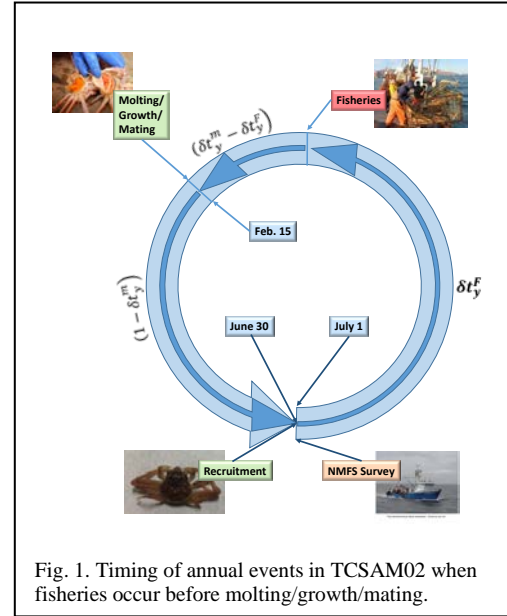 Molting/
Growth/
Mating
Fisheries
(δt_y^m − δt_y^F)
Feb. 15
(1 − δt_y^m)
δt_y^F
June 30
July 1
Recruitment
NMFS Survey
Fig. 1. Timing of annual events in TCSAM02 when
fisheries occur before molting/growth/mating.